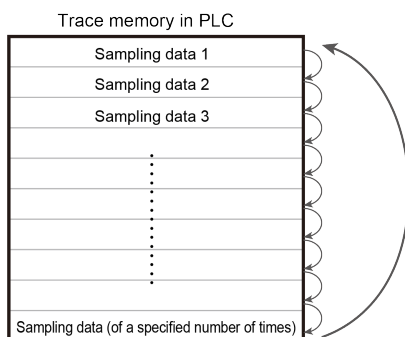 Trace memory in PLC
Sampling data 1
Sampling data 2
Sampling data 3
Sampling data (of a specified number of times)